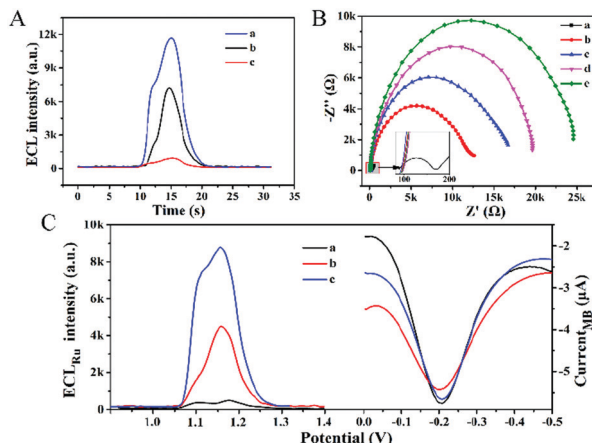 A
ECL intensity (a.u.)
12k
9k
6k
3k
0
0 5 10 15 20 25 30 35
Time (s)
a
b
c
B
-Z'' (Ω)
10k
8k
6k
4k
2k
0
0 5k 10k 15k 20k 25k
Z' (Ω)
100 200
a
b
c
d
e
C
ECL_Ru intensity (a.u.)
10k
8k
6k
4k
2k
0
1.0 1.1 1.2 1.3 1.4
a
b
c
0.0 -0.1 -0.2 -0.3 -0.4 -0.5
Potential (V)
-2
-3
-4
-5
Current_MB (μA)